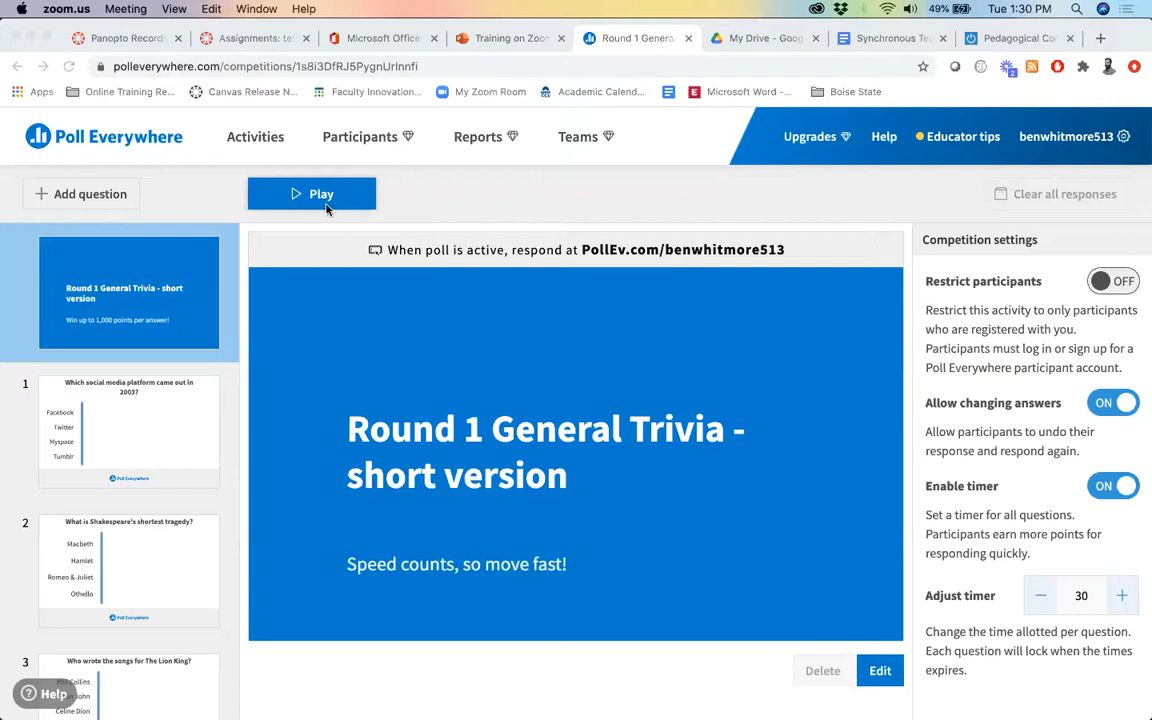 zoom.us Meeting View Edit Window Help 49% Tue 1:30 PM
Panopto Record Assignments: te Microsoft Office Training on Zoo Round 1 Genera My Drive - Goog Synchronous Te Pedagogical Co
polleverywhere.com/competitions/1s8i3DfRJ5PygnUrlnnfi
Apps Online Training Re... Canvas Release N... Faculty Innovation... My Zoom Room Academic Calend... Microsoft Word -... Boise State
2
Poll Everywhere Activities Participants Reports Teams Upgrades Help Educator tips benwhitmore513
Add question Play Clear all responses
When poll is active, respond at PollEv.com/benwhitmore513
Round 1 General Trivia -
short version
Speed counts, so move fast!
Delete Edit
Round 1 General Trivia - short
version
Win up to 1,000 points per answer!
1
Which social media platform came out in
2003?
Facebook
Twitter
Myspace
Tumblr
Poll Everywhere
2
What is Shakespeare's shortest tragedy?
Macbeth
Hamlet
Romeo & Juliet
Othello
Poll Everywhere
3
Who wrote the songs for The Lion King?
Collins
John
Celine Dion
Help
Competition settings
Restrict participants OFF
Restrict this activity to only participants
who are registered with you.
Participants must log in or sign up for a
Poll Everywhere participant account.
Allow changing answers ON
Allow participants to undo their
response and respond again.
Enable timer ON
Set a timer for all questions.
Participants earn more points for
responding quickly.
Adjust timer − 30 +
Change the time allotted per question.
Each question will lock when the times
expires.